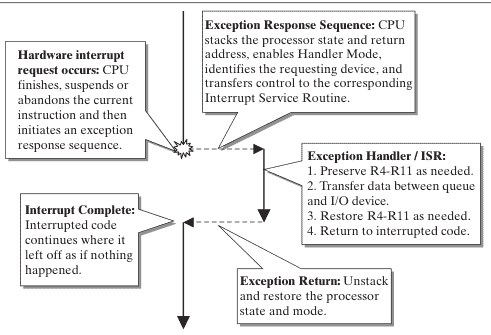 Exception Response Sequence: CPU
stacks the processor state and return
address, enables Handler Mode,
identifies the requesting device, and
transfers control to the corresponding
Interrupt Service Routine.
Hardware interrupt
request occurs: CPU
finishes, suspends or
abandons the current
instruction and then
initiates an exception
response sequence.
Exception Handler / ISR:
1. Preserve R4-R11 as needed.
2. Transfer data between queue
and I/O device.
3. Restore R4-R11 as needed.
4. Return to interrupted code.
Interrupt Complete:
Interrupted code
continues where it
left off as if nothing
happened.
Exception Return: Unstack
and restore the processor
state and mode.